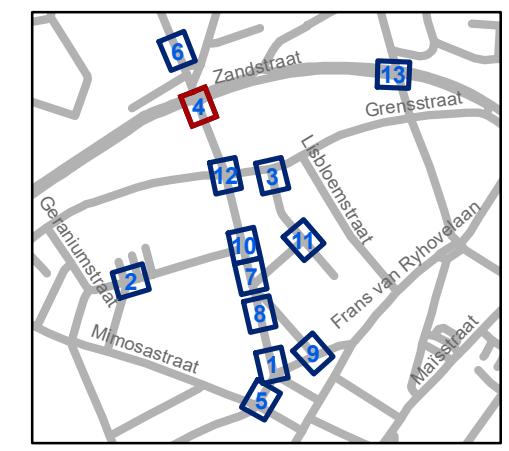 6
Zandstraat
13
4
Grensstraat
Lisbloemstraat
12
3
Geraniumstraat
10
11
Frans van Ryhovelaan
2
7
8
Mimosastraat
Maïsstraat
9
1
5